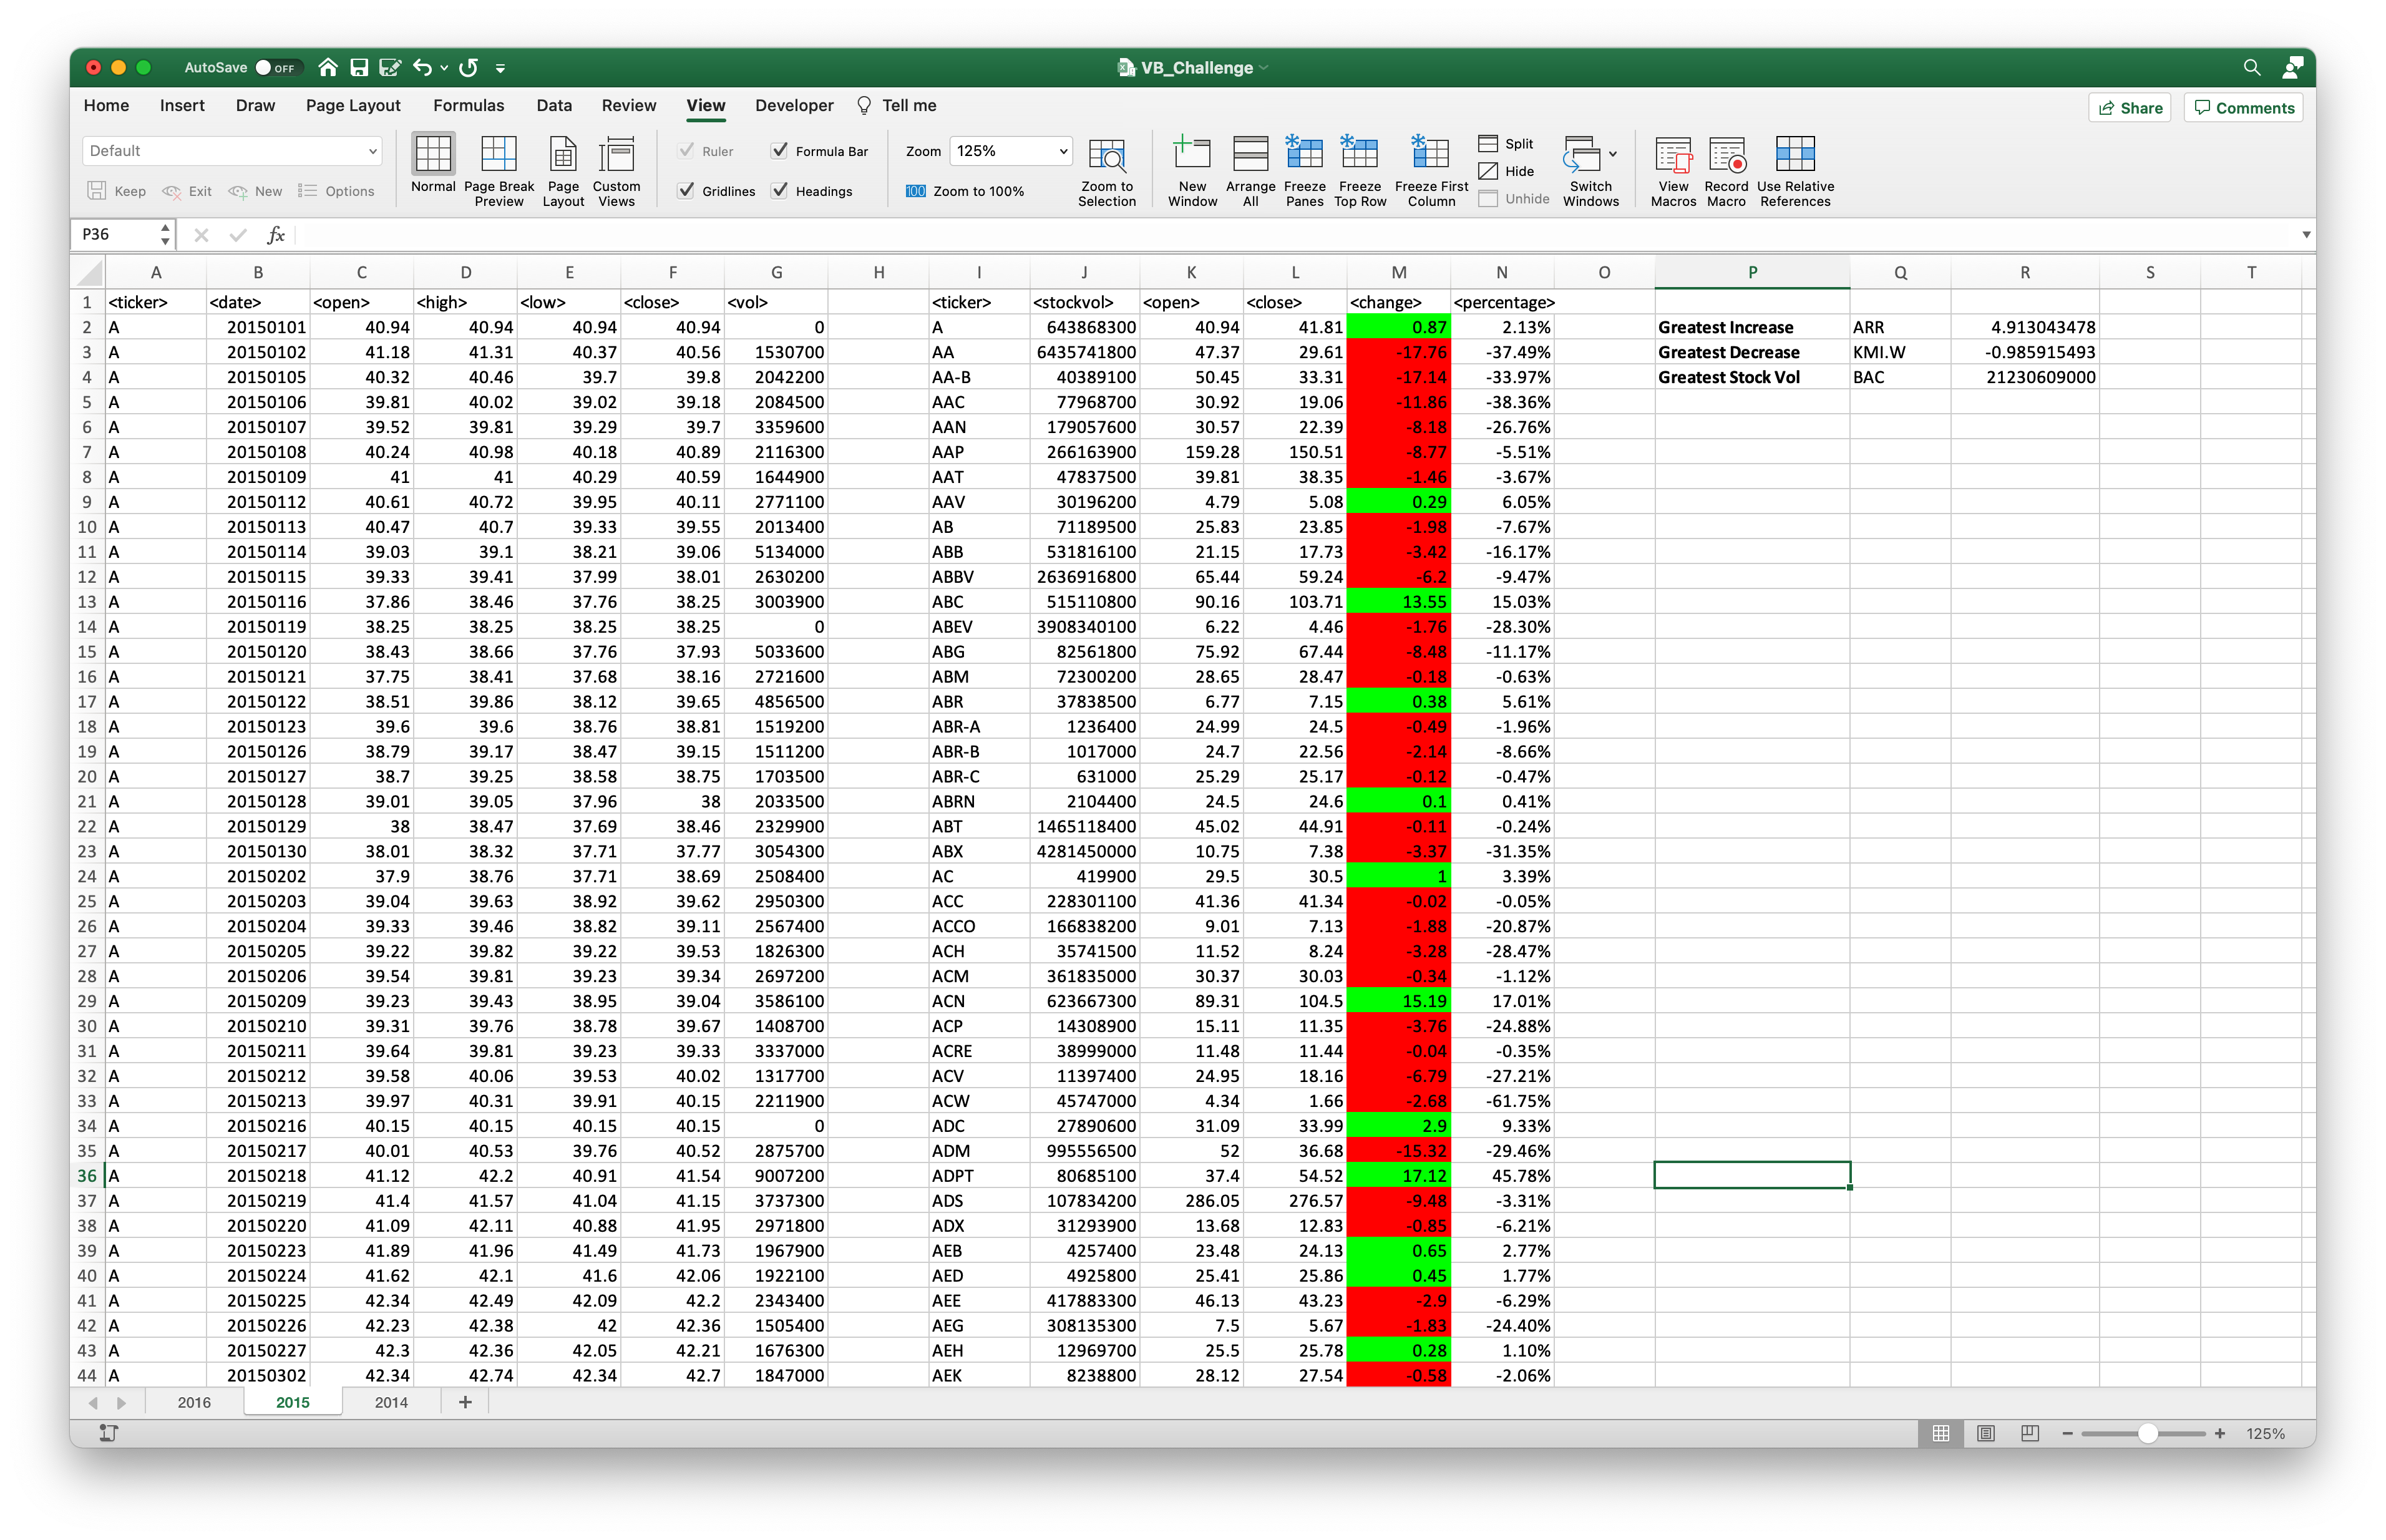 AutoSave OFF VB_Challenge
Home Insert Draw Page Layout Formulas Data Review View Developer Tell me Share Comments
Default Ruler Formula Bar Zoom 125% Split
Hide
Unhide
Keep Exit New Options Gridlines Headings 100 Zoom to 100%
Normal Page Break Preview Page Layout Custom Views Zoom to Selection New Window Arrange All Freeze Panes Freeze Top Row Freeze First Column Switch Windows View Macros Record Macro Use Relative References
P36 fx
A B C D E F G H I J K L M N O P Q R S T
1 <ticker> <date> <open> <high> <low> <close> <vol> <ticker> <stockvol> <open> <close> <change> <percentage>
2 A 20150101 40.94 40.94 40.94 40.94 0 A 643868300 40.94 41.81 0.87 2.13% Greatest Increase ARR 4.913043478
3 A 20150102 41.18 41.31 40.37 40.56 1530700 AA 6435741800 47.37 29.61 -17.76 -37.49% Greatest Decrease KMI.W -0.985915493
4 A 20150105 40.32 40.46 39.7 39.8 2042200 AA-B 40389100 50.45 33.31 -17.14 -33.97% Greatest Stock Vol BAC 21230609000
5 A 20150106 39.81 40.02 39.02 39.18 2084500 AAC 77968700 30.92 19.06 -11.86 -38.36%
6 A 20150107 39.52 39.81 39.29 39.7 3359600 AAN 179057600 30.57 22.39 -8.18 -26.76%
7 A 20150108 40.24 40.98 40.18 40.89 2116300 AAP 266163900 159.28 150.51 -8.77 -5.51%
8 A 20150109 41 41 40.29 40.59 1644900 AAT 47837500 39.81 38.35 -1.46 -3.67%
9 A 20150112 40.61 40.72 39.95 40.11 2771100 AAV 30196200 4.79 5.08 0.29 6.05%
10 A 20150113 40.47 40.7 39.33 39.55 2013400 AB 71189500 25.83 23.85 -1.98 -7.67%
11 A 20150114 39.03 39.1 38.21 39.06 5134000 ABB 531816100 21.15 17.73 -3.42 -16.17%
12 A 20150115 39.33 39.41 37.99 38.01 2630200 ABBV 2636916800 65.44 59.24 -6.2 -9.47%
13 A 20150116 37.86 38.46 37.76 38.25 3003900 ABC 515110800 90.16 103.71 13.55 15.03%
14 A 20150119 38.25 38.25 38.25 38.25 0 ABEV 3908340100 6.22 4.46 -1.76 -28.30%
15 A 20150120 38.43 38.66 37.76 37.93 5033600 ABG 82561800 75.92 67.44 -8.48 -11.17%
16 A 20150121 37.75 38.41 37.68 38.16 2721600 ABM 72300200 28.65 28.47 -0.18 -0.63%
17 A 20150122 38.51 39.86 38.12 39.65 4856500 ABR 37838500 6.77 7.15 0.38 5.61%
18 A 20150123 39.6 39.6 38.76 38.81 1519200 ABR-A 1236400 24.99 24.5 -0.49 -1.96%
19 A 20150126 38.79 39.17 38.47 39.15 1511200 ABR-B 1017000 24.7 22.56 -2.14 -8.66%
20 A 20150127 38.7 39.25 38.58 38.75 1703500 ABR-C 631000 25.29 25.17 -0.12 -0.47%
21 A 20150128 39.01 39.05 37.96 38 2033500 ABRN 2104400 24.5 24.6 0.1 0.41%
22 A 20150129 38 38.47 37.69 38.46 2329900 ABT 1465118400 45.02 44.91 -0.11 -0.24%
23 A 20150130 38.01 38.32 37.71 37.77 3054300 ABX 4281450000 10.75 7.38 -3.37 -31.35%
24 A 20150202 37.9 38.76 37.71 38.69 2508400 AC 419900 29.5 30.5 1 3.39%
25 A 20150203 39.04 39.63 38.92 39.62 2950300 ACC 228301100 41.36 41.34 -0.02 -0.05%
26 A 20150204 39.33 39.46 38.82 39.11 2567400 ACCO 166838200 9.01 7.13 -1.88 -20.87%
27 A 20150205 39.22 39.82 39.22 39.53 1826300 ACH 35741500 11.52 8.24 -3.28 -28.47%
28 A 20150206 39.54 39.81 39.23 39.34 2697200 ACM 361835000 30.37 30.03 -0.34 -1.12%
29 A 20150209 39.23 39.43 38.95 39.04 3586100 ACN 623667300 89.31 104.5 15.19 17.01%
30 A 20150210 39.31 39.76 38.78 39.67 1408700 ACP 14308900 15.11 11.35 -3.76 -24.88%
31 A 20150211 39.64 39.81 39.23 39.33 3337000 ACRE 38999000 11.48 11.44 -0.04 -0.35%
32 A 20150212 39.58 40.06 39.53 40.02 1317700 ACV 11397400 24.95 18.16 -6.79 -27.21%
33 A 20150213 39.97 40.31 39.91 40.15 2211900 ACW 45747000 4.34 1.66 -2.68 -61.75%
34 A 20150216 40.15 40.15 40.15 40.15 0 ADC 27890600 31.09 33.99 2.9 9.33%
35 A 20150217 40.01 40.53 39.76 40.52 2875700 ADM 995556500 52 36.68 -15.32 -29.46%
36 A 20150218 41.12 42.2 40.91 41.54 9007200 ADPT 80685100 37.4 54.52 17.12 45.78%
37 A 20150219 41.4 41.57 41.04 41.15 3737300 ADS 107834200 286.05 276.57 -9.48 -3.31%
38 A 20150220 41.09 42.11 40.88 41.95 2971800 ADX 31293900 13.68 12.83 -0.85 -6.21%
39 A 20150223 41.89 41.96 41.49 41.73 1967900 AEB 4257400 23.48 24.13 0.65 2.77%
40 A 20150224 41.62 42.1 41.6 42.06 1922100 AED 4925800 25.41 25.86 0.45 1.77%
41 A 20150225 42.34 42.49 42.09 42.2 2343400 AEE 417883300 46.13 43.23 -2.9 -6.29%
42 A 20150226 42.23 42.38 42 42.36 1505400 AEG 308135300 7.5 5.67 -1.83 -24.40%
43 A 20150227 42.3 42.36 42.05 42.21 1676300 AEH 12969700 25.5 25.78 0.28 1.10%
44 A 20150302 42.34 42.74 42.34 42.7 1847000 AEK 8238800 28.12 27.54 -0.58 -2.06%
2016 2015 2014 +
125%